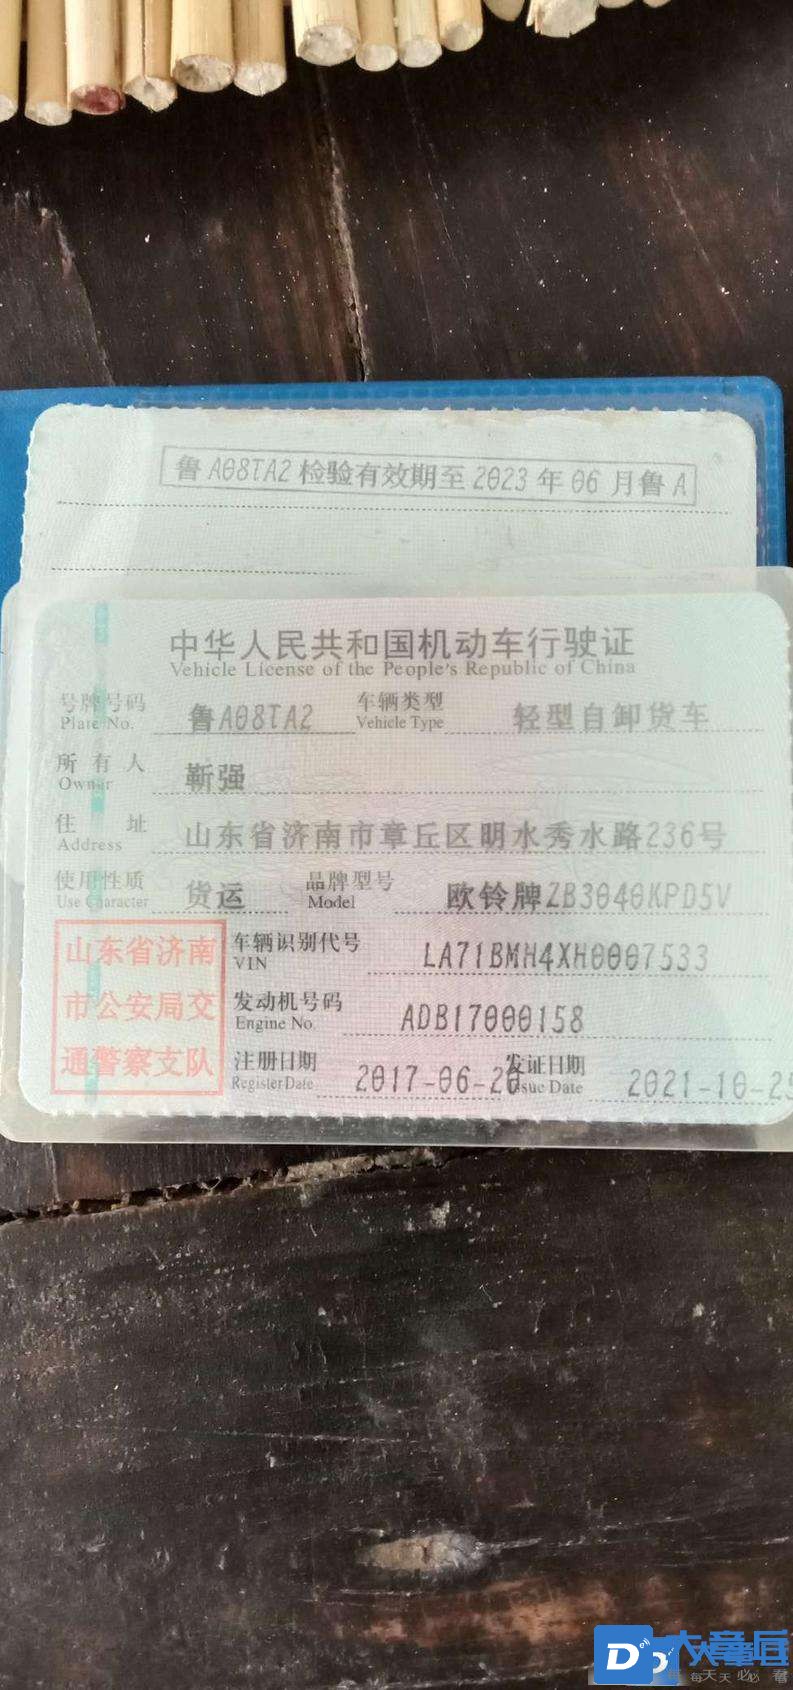 鲁A08TA2检验有效期至2023年06月鲁A
中华人民共和国机动车行驶证
Vehicle License of the People's Republic of China
号牌号码 鲁A08TA2 车辆类型 轻型自卸货车
Plate No. Vehicle Type
所有人 靳强
Owner
住址 山东省济南市章丘区明水秀水路236号
Address
使用性质 货运 品牌型号 欧铃牌ZB3040KPD5V
Use Character Model
山东省济南
市公安局交
通警察支队
车辆识别代号 LA71BMH4XH0007533
VIN
发动机号码 ADB17000158
Engine No.
注册日期 2017-06-20 发证日期 2021-10-25
Register Date Issue Date
大章丘
每天必看